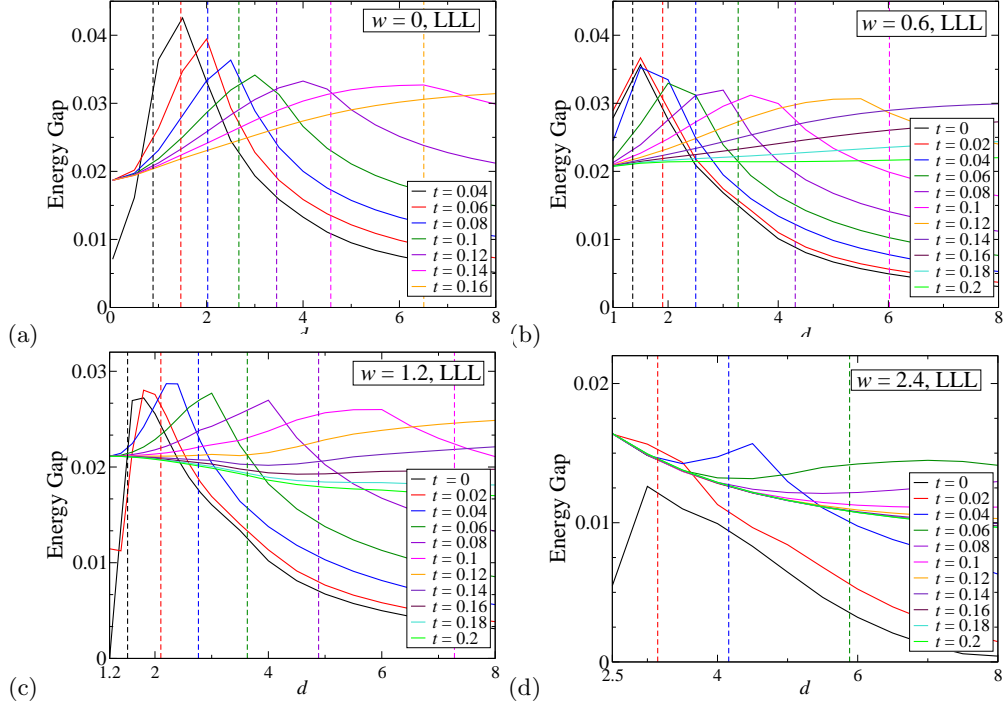 w = 0, LLL
Energy Gap
0.04
0.03
0.02
0.01
0
0 2 4 6 8
d
t = 0.04
t = 0.06
t = 0.08
t = 0.1
t = 0.12
t = 0.14
t = 0.16
(a)
w = 0.6, LLL
Energy Gap
0.04
0.03
0.02
0.01
0
1 2 3 4 5 6 7 8
d
t = 0
t = 0.02
t = 0.04
t = 0.06
t = 0.08
t = 0.1
t = 0.12
t = 0.14
t = 0.16
t = 0.18
t = 0.2
(b)
w = 1.2, LLL
Energy Gap
0.03
0.02
0.01
0
1.2 2 4 6 8
d
t = 0
t = 0.02
t = 0.04
t = 0.06
t = 0.08
t = 0.1
t = 0.12
t = 0.14
t = 0.16
t = 0.18
t = 0.2
(c)
w = 2.4, LLL
Energy Gap
0.02
0.01
0
2.5 4 6 8
d
t = 0
t = 0.02
t = 0.04
t = 0.06
t = 0.08
t = 0.1
t = 0.12
t = 0.14
t = 0.16
t = 0.18
t = 0.2
(d)